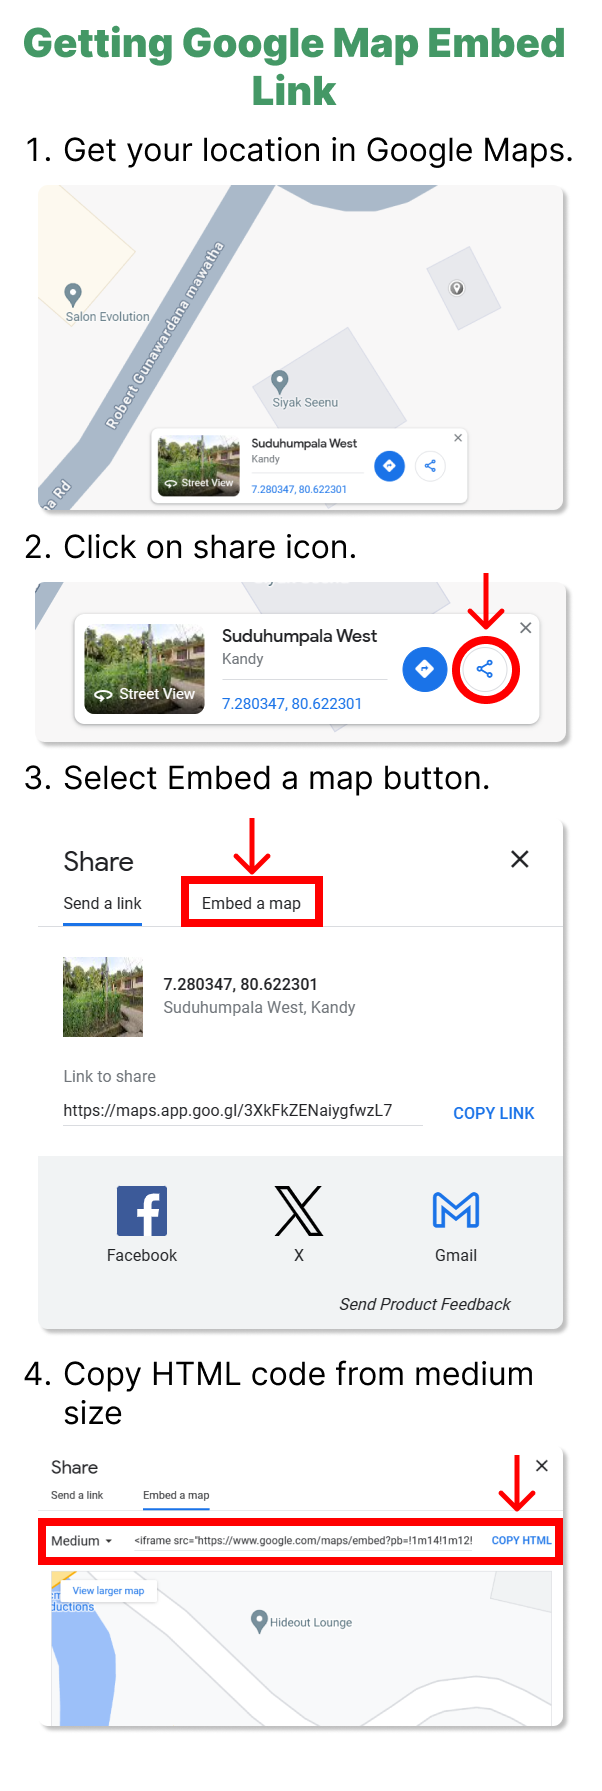 Getting Google Map Embed
Link
1. Get your location in Google Maps.
Robert Gunawardana mawatha
Salon Evolution
Siyak Seenu
Suduhumpala West
Kandy
Street View
7.280347, 80.622301
na Rd
2. Click on share icon.
Suduhumpala West
Kandy
Street View
7.280347, 80.622301
3. Select Embed a map button.
Share
Send a link
Embed a map
7.280347, 80.622301
Suduhumpala West, Kandy
Link to share
https://maps.app.goo.gl/3XkFkZENaiygfwzL7
COPY LINK
Facebook
X
Gmail
Send Product Feedback
4. Copy HTML code from medium
size
Share
Send a link
Embed a map
Medium
<iframe src="https://www.google.com/maps/embed?pb=!1m14!1m12!
COPY HTML
View larger map
ductions
Hideout Lounge